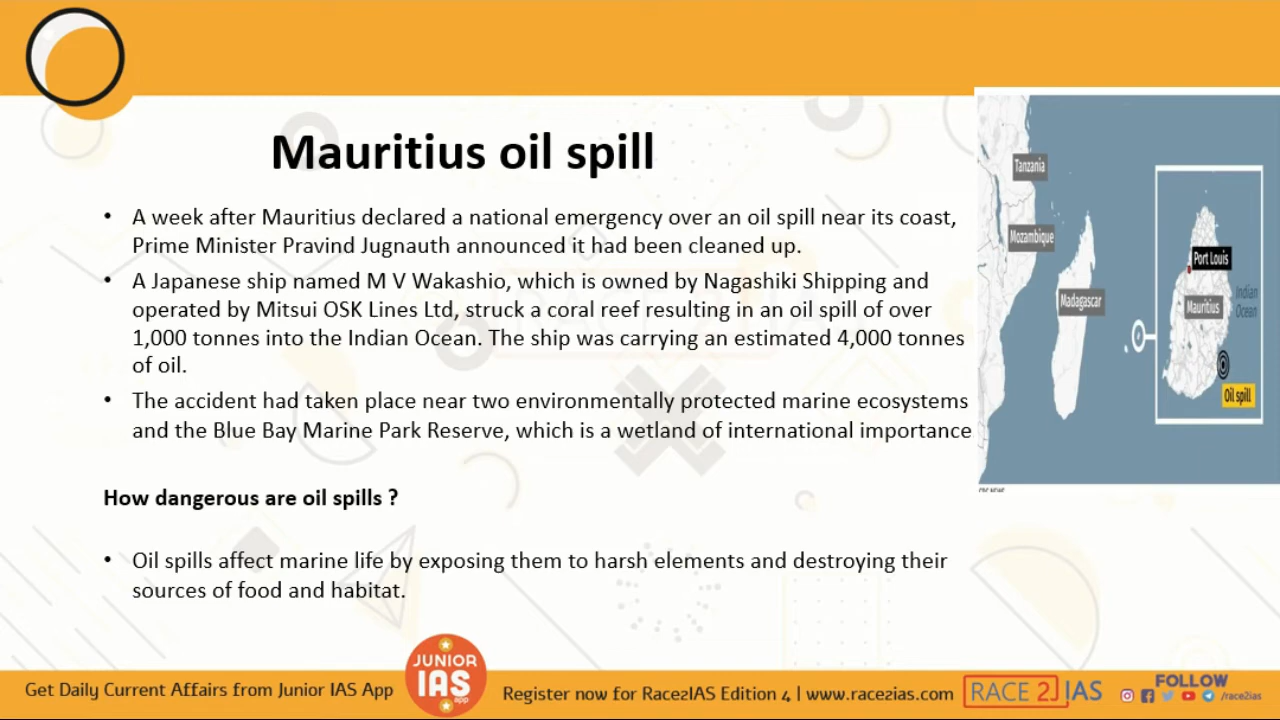 Mauritius oil spill
• A week after Mauritius declared a national emergency over an oil spill near its coast,
Prime Minister Pravind Jugnauth announced it had been cleaned up.
• A Japanese ship named M V Wakashio, which is owned by Nagashiki Shipping and
operated by Mitsui OSK Lines Ltd, struck a coral reef resulting in an oil spill of over
1,000 tonnes into the Indian Ocean. The ship was carrying an estimated 4,000 tonnes
of oil.
• The accident had taken place near two environmentally protected marine ecosystems
and the Blue Bay Marine Park Reserve, which is a wetland of international importance
How dangerous are oil spills ?
• Oil spills affect marine life by exposing them to harsh elements and destroying their
sources of food and habitat.
Tanzania
Mozambique
Madagascar
Port Louis
Mauritius
Indian
Ocean
Oil spill
Get Daily Current Affairs from Junior IAS App
JUNIOR
IAS
app
Register now for Race2IAS Edition 4 | www.race2ias.com
RACE 2 IAS
FOLLOW
/race2ias